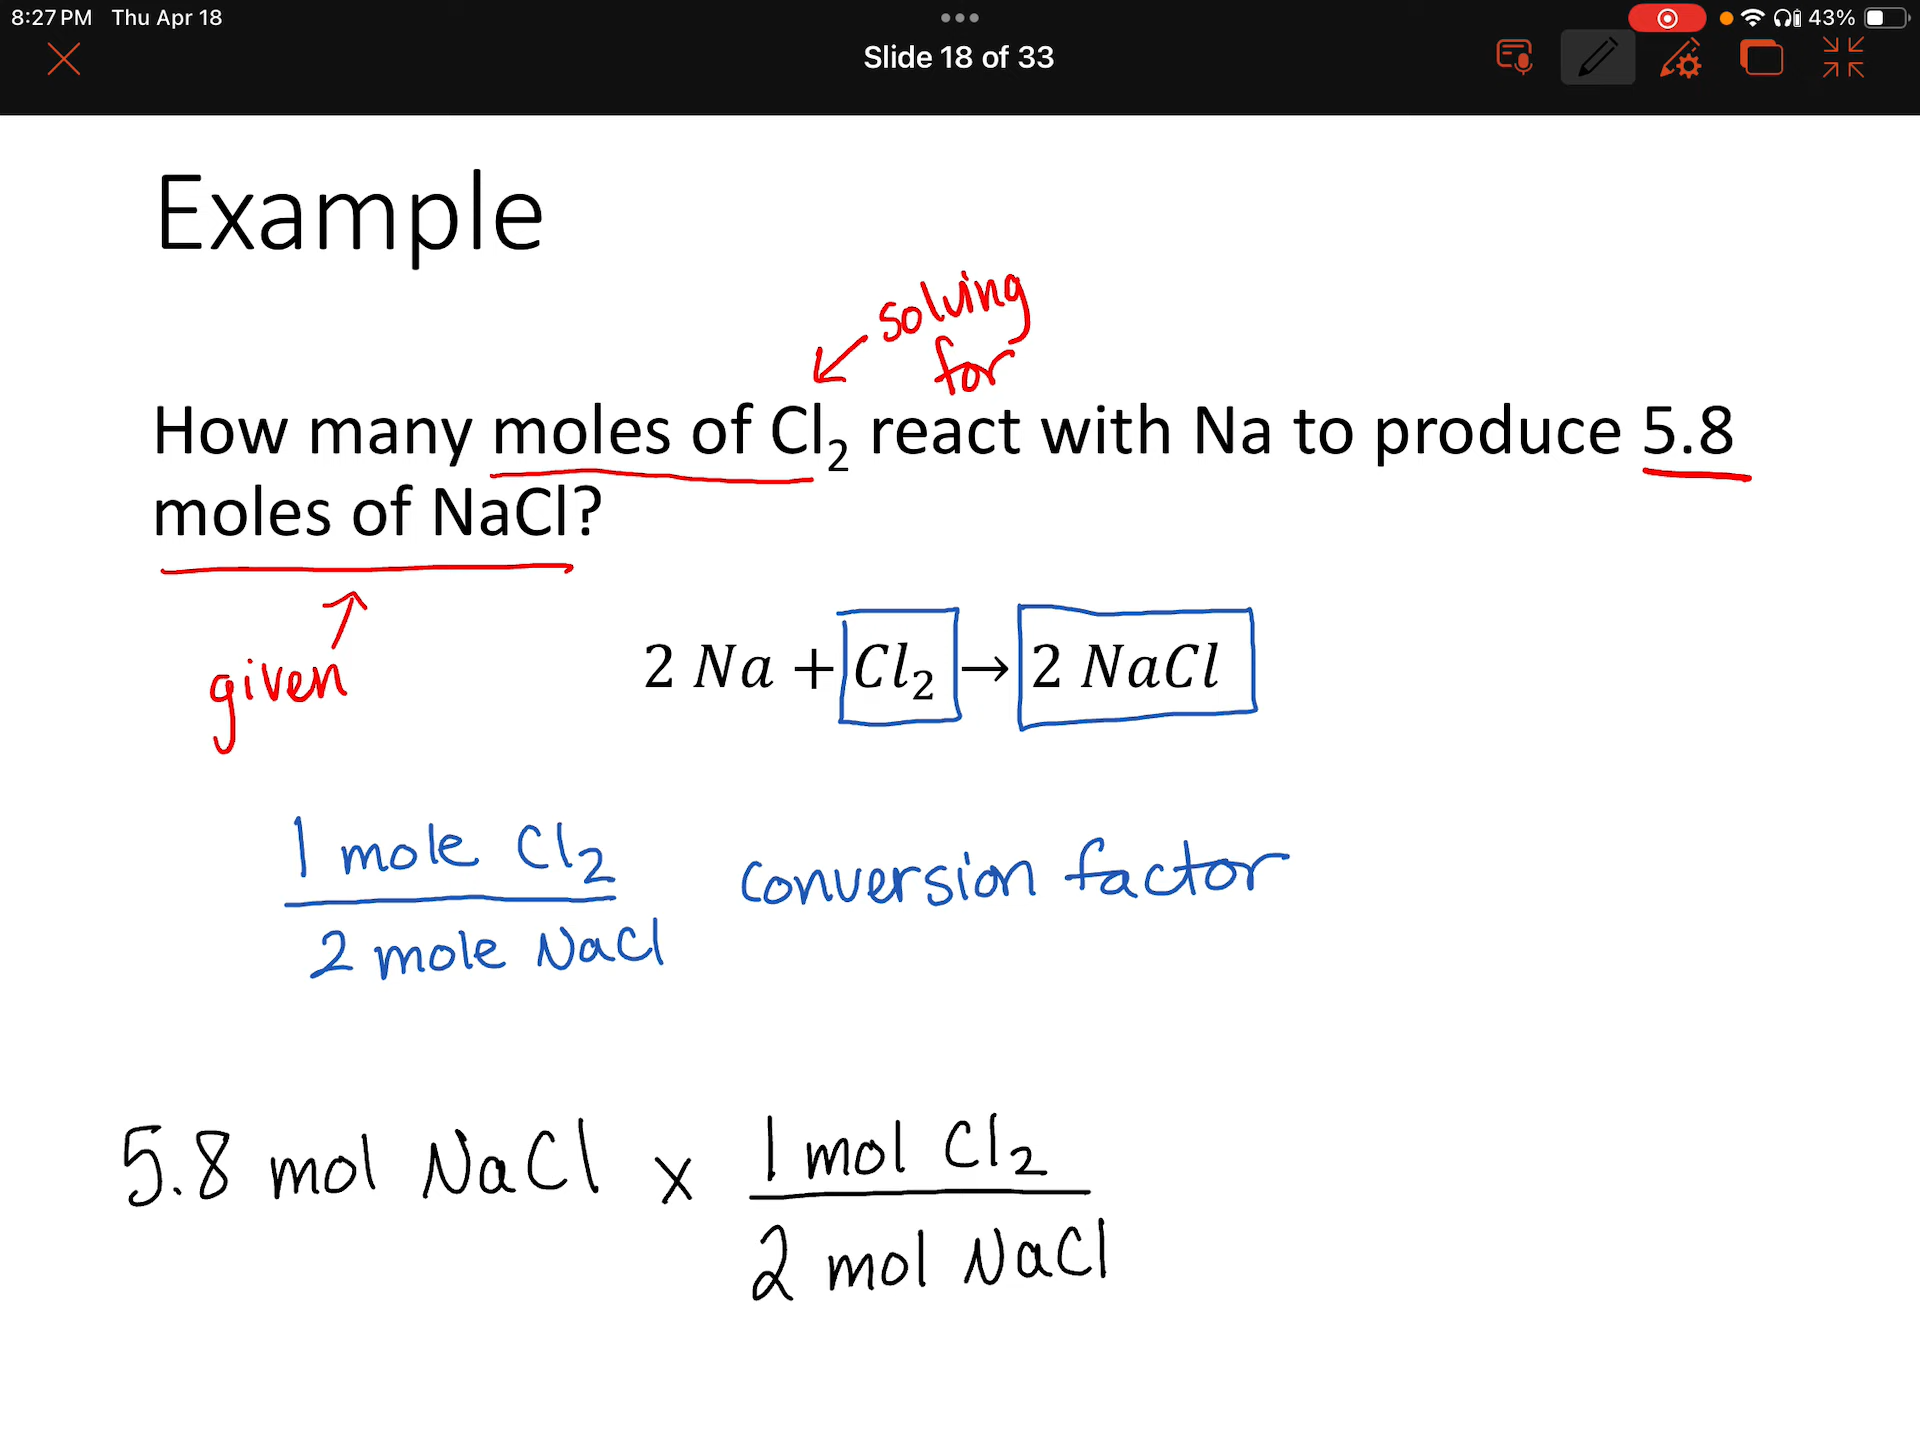 8:27 PM Thu Apr 18
43%
Slide 18 of 33
Example
solving
for
How many moles of Cl₂ react with Na to produce 5.8
moles of NaCl?
given
2 Na + Cl₂ → 2 NaCl
1 mole Cl₂
2 mole NaCl
conversion factor
5.8 mol NaCl x 1 mol Cl₂
2 mol NaCl